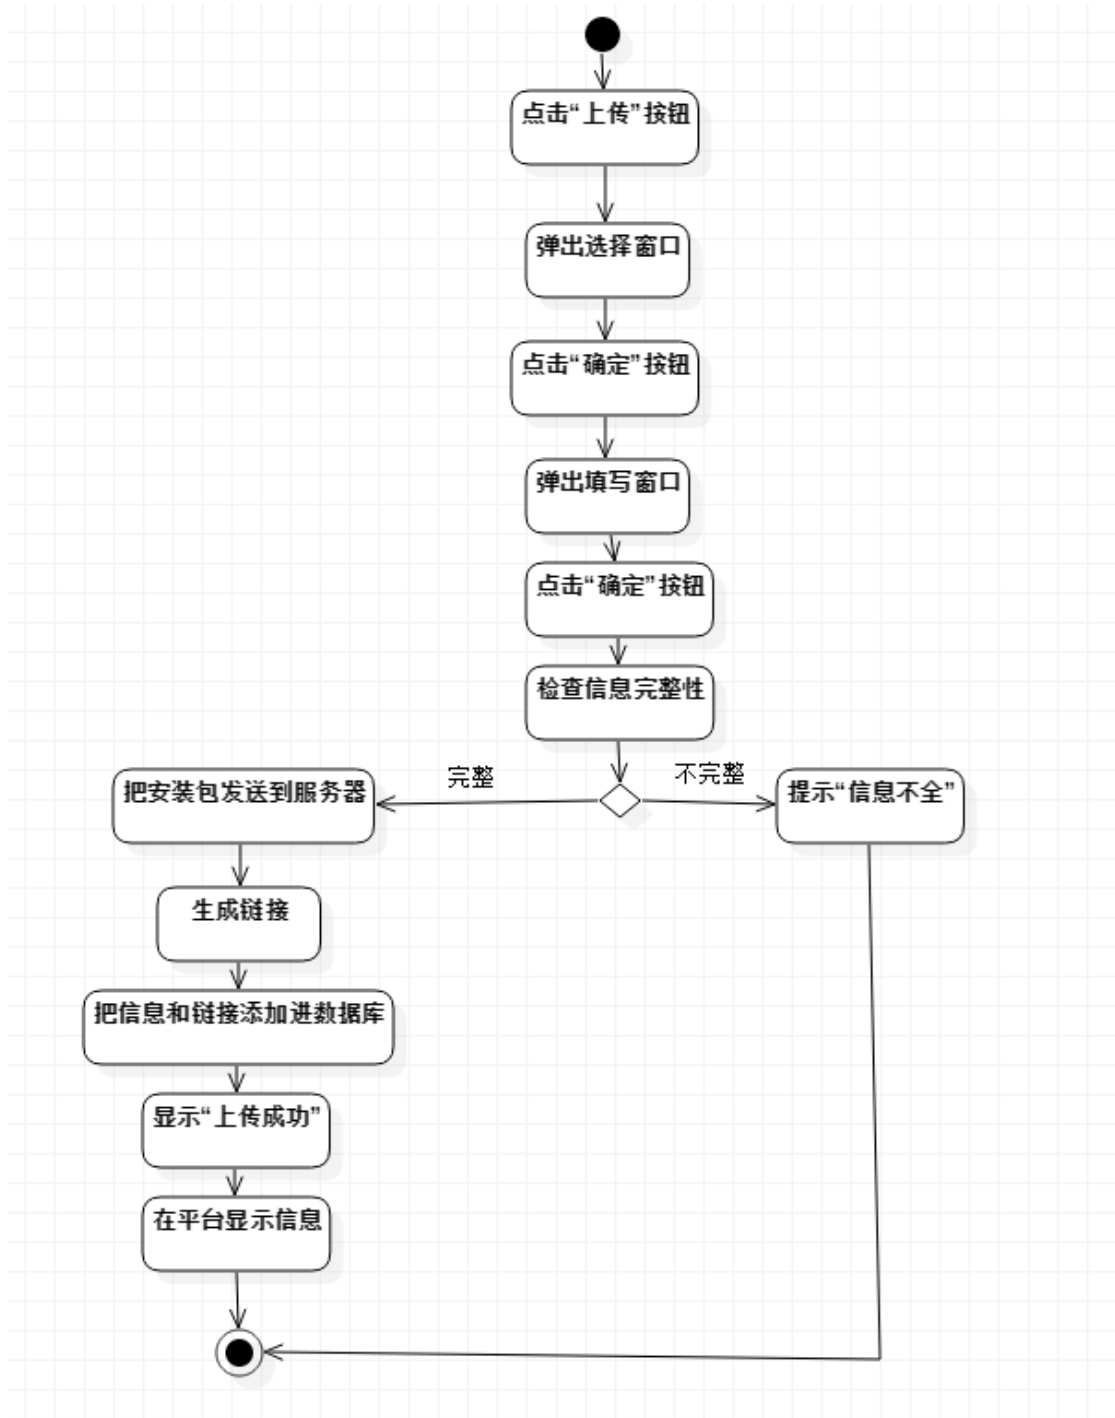 点击“上传”按钮
弹出选择窗口
点击“确定”按钮
弹出填写窗口
点击“确定”按钮
检查信息完整性
完整
不完整
把安装包发送到服务器
提示“信息不全”
生成链接
把信息和链接添加进数据库
显示“上传成功”
在平台显示信息